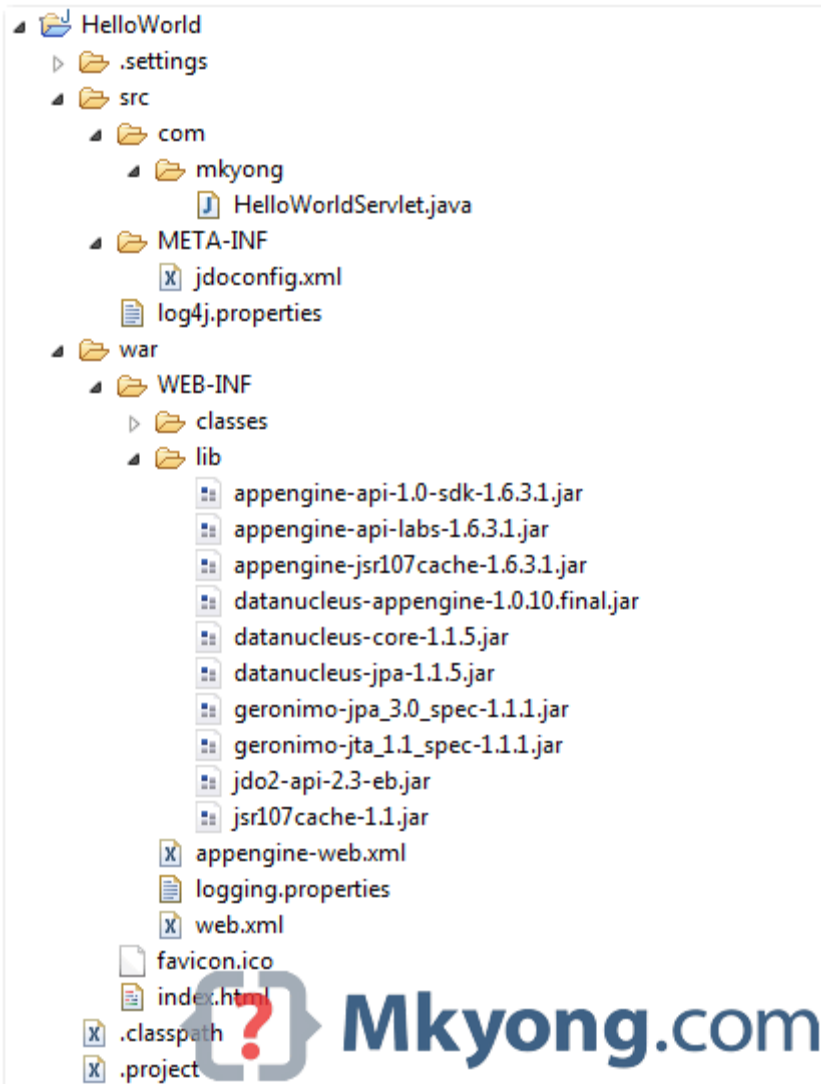 HelloWorld
.settings
src
com
mkyong
HelloWorldServlet.java
META-INF
jdoconfig.xml
log4j.properties
war
WEB-INF
classes
lib
appengine-api-1.0-sdk-1.6.3.1.jar
appengine-api-labs-1.6.3.1.jar
appengine-jsr107cache-1.6.3.1.jar
datanucleus-appengine-1.0.10.final.jar
datanucleus-core-1.1.5.jar
datanucleus-jpa-1.1.5.jar
geronimo-jpa_3.0_spec-1.1.1.jar
geronimo-jta_1.1_spec-1.1.1.jar
jdo2-api-2.3-eb.jar
jsr107cache-1.1.jar
appengine-web.xml
logging.properties
web.xml
favicon.ico
index.html
.classpath
.project
Mkyong.com